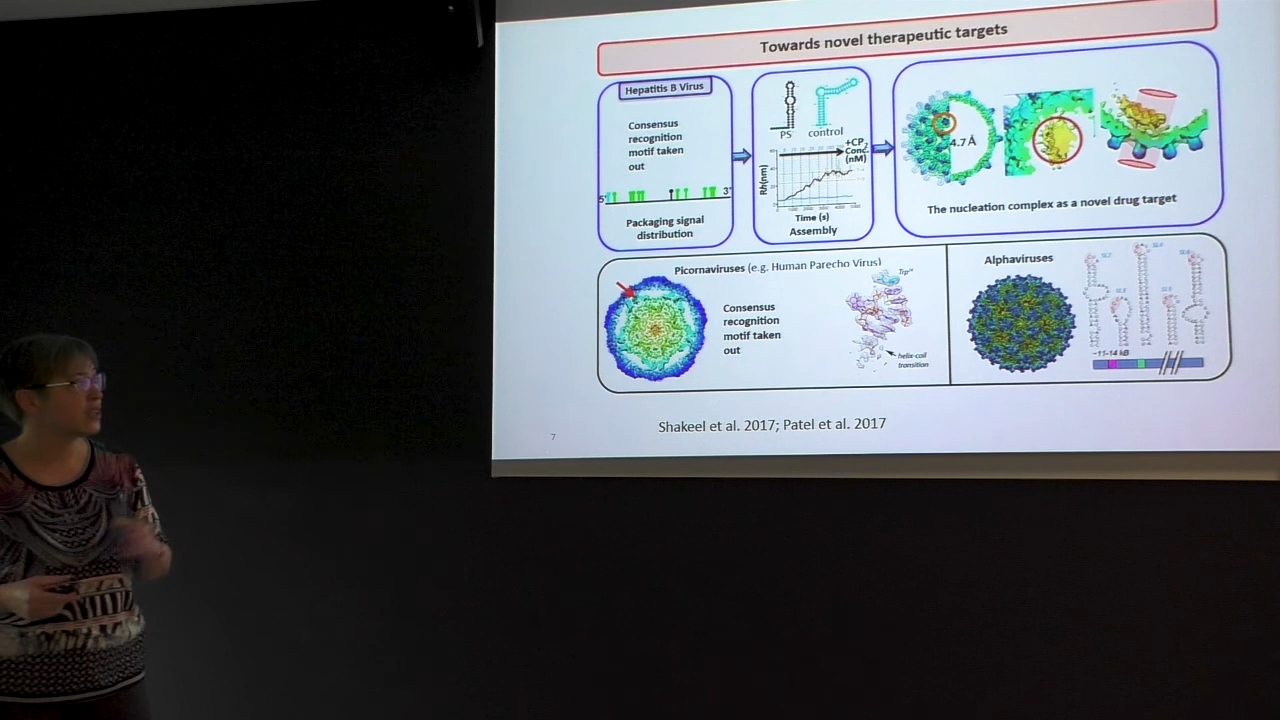 Towards novel therapeutic targets
Hepatitis B Virus
Consensus
recognition
motif taken
out
5'
3'
Packaging signal
distribution
PS
control
+CP2
Conc.
(nM)
Rh(nm)
Time (s)
Assembly
4.7 Å
The nucleation complex as a novel drug target
Picornaviruses (e.g. Human Parecho Virus)
Consensus
recognition
motif taken
out
helix-coil
transition
Alphaviruses
~11-14 kB
Shakeel et al. 2017; Patel et al. 2017
7